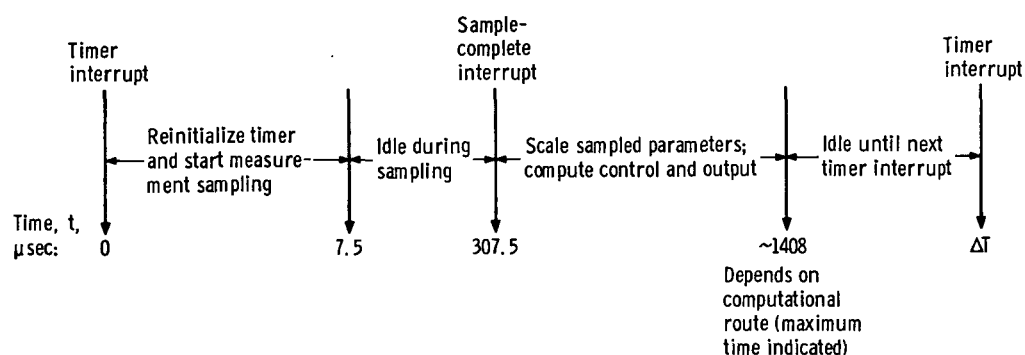 Sample-
complete
interrupt
Timer
interrupt
Timer
interrupt
Reinitialize timer
and start measure-
ment sampling
Idle during
sampling
Scale sampled parameters;
compute control and output
Idle until next
timer interrupt
Time, t,
μsec:
0
7.5
307.5
~1408
ΔT
Depends on
computational
route (maximum
time indicated)